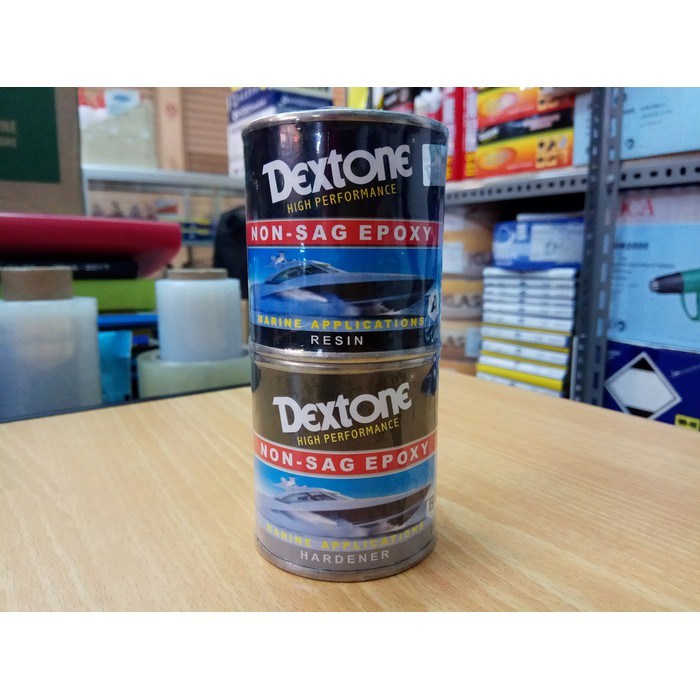 Dextone
HIGH PERFORMANCE
NON-SAG EPOXY
A
MARINE APPLICATIONS
RESIN
Dextone
HIGH PERFORMANCE
NON-SAG EPOXY
MARINE APPLICATIONS
HARDENER